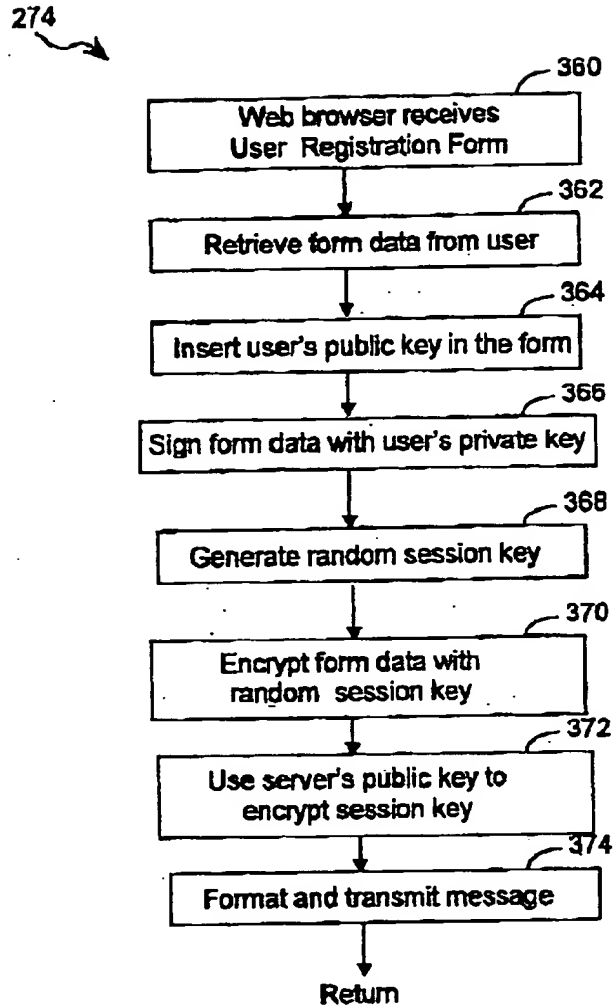 274
360
Web browser receives
User Registration Form
362
Retrieve form data from user
364
Insert user's public key in the form
366
Sign form data with user's private key
368
Generate random session key
370
Encrypt form data with
random session key
372
Use server's public key to
encrypt session key
374
Format and transmit message
Return